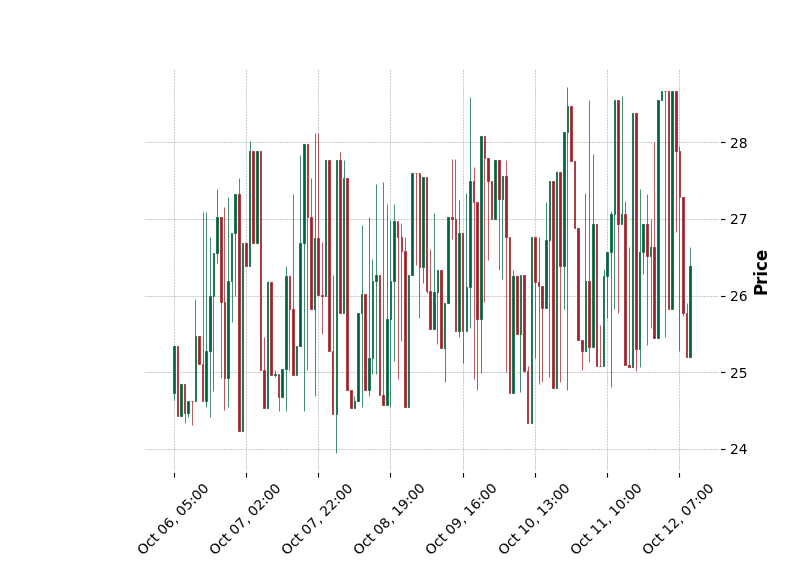 28
27
26
25
24
Price
Oct 06, 05:00
Oct 07, 02:00
Oct 07, 22:00
Oct 08, 19:00
Oct 09, 16:00
Oct 10, 13:00
Oct 11, 10:00
Oct 12, 07:00